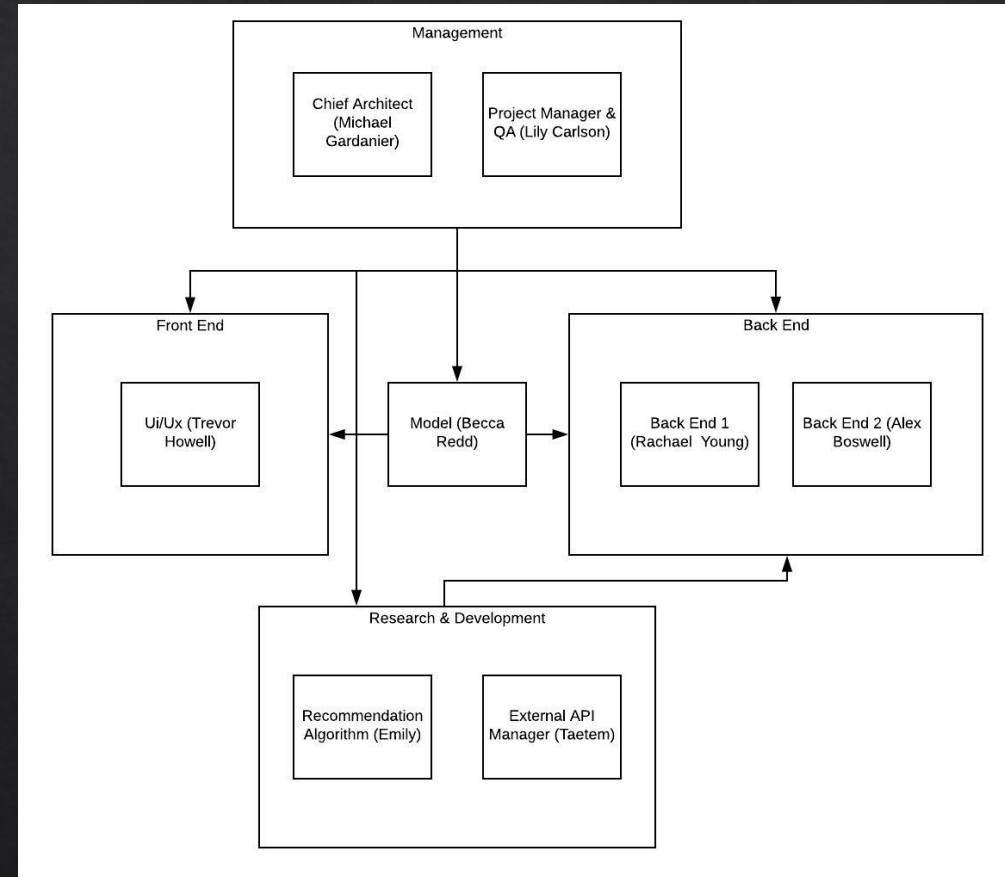 Management
Chief Architect
(Michael
Gardanier)
Project Manager &
QA (Lily Carlson)
Front End
Back End
Ui/Ux (Trevor
Howell)
Model (Becca
Redd)
Back End 1
(Rachael  Young)
Back End 2 (Alex
Boswell)
Research & Development
Recommendation
Algorithm (Emily)
External API
Manager (Taetem)